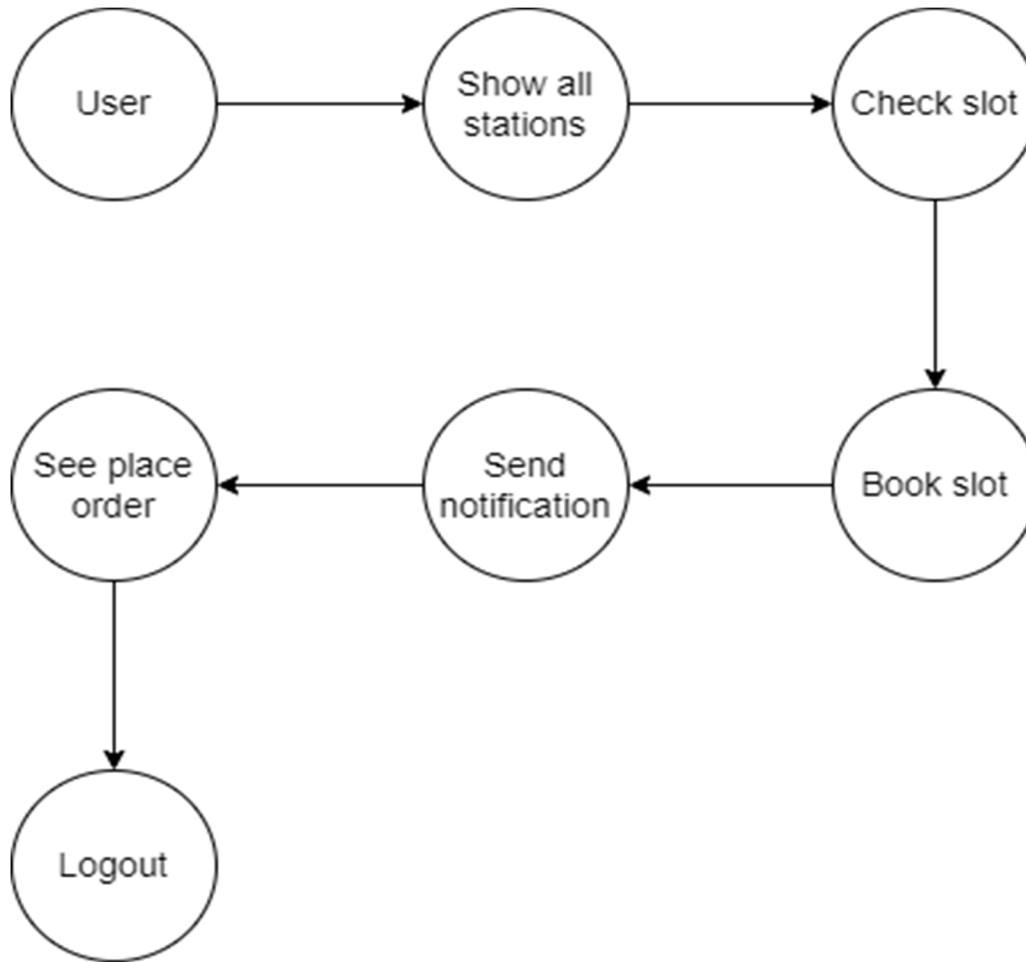 User
Show all
stations
Check slot
See place
order
Send
notification
Book slot
Logout